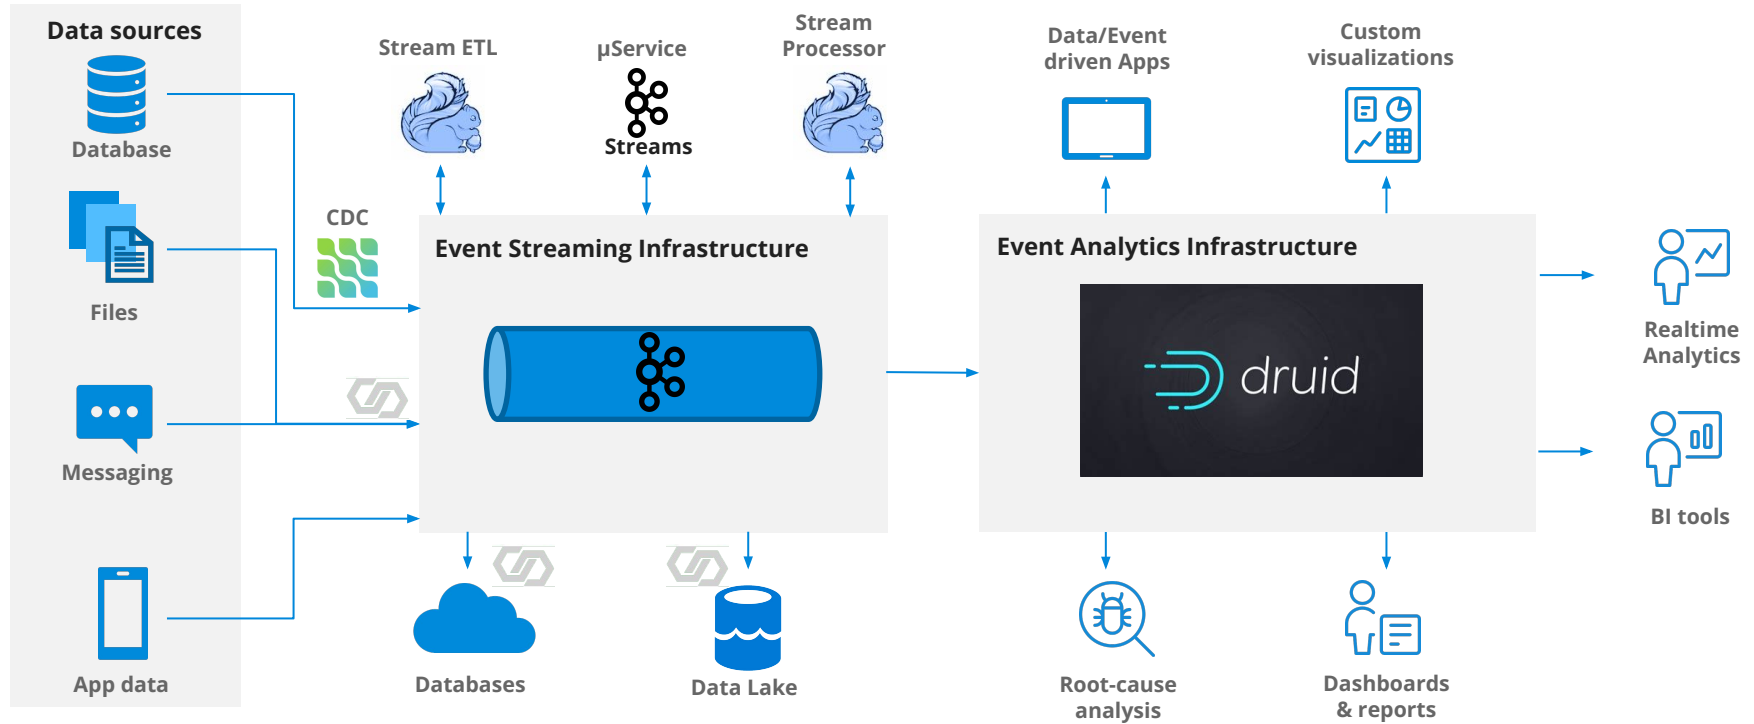 Data sources
Database
Files
Messaging
App data
CDC
Stream ETL
µService
Streams
Stream
Processor
Event Streaming Infrastructure
Databases
Data Lake
Data/Event
driven Apps
Custom
visualizations
Event Analytics Infrastructure
druid
Realtime
Analytics
BI tools
Root-cause
analysis
Dashboards
& reports